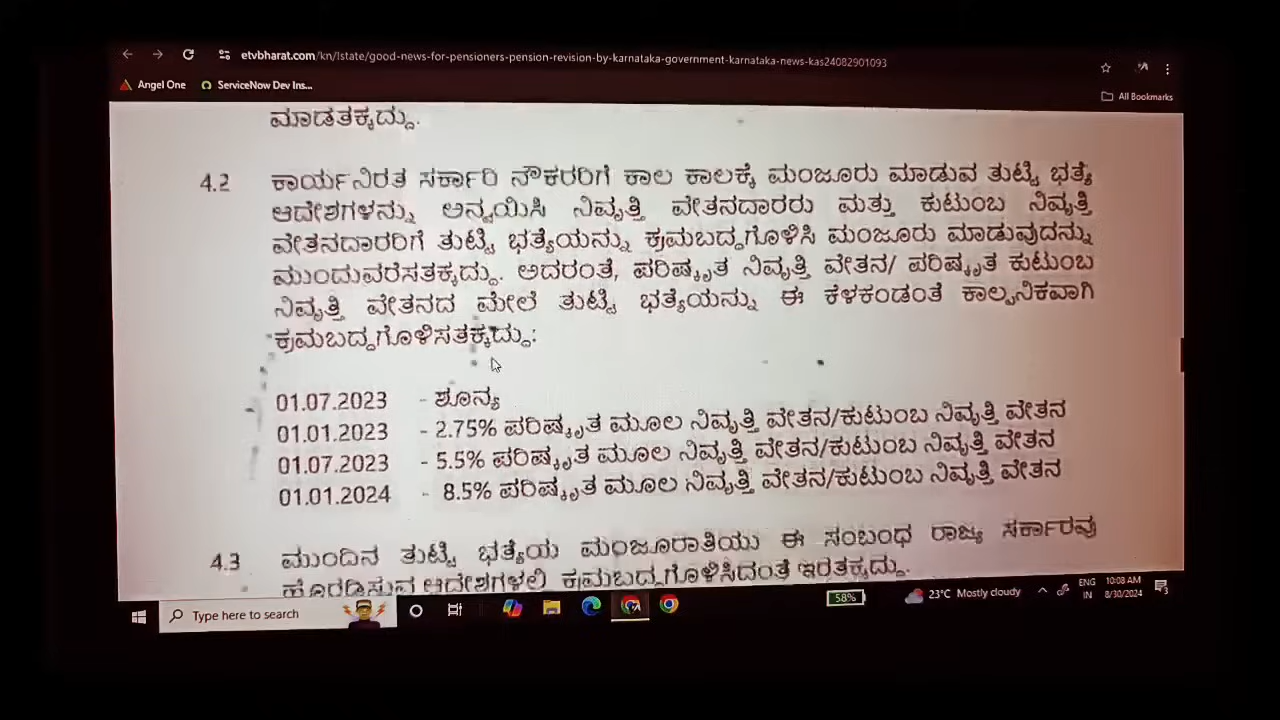 etvbharat.com/kn/!state/good-news-for-pensioners-pension-revision-by-karnataka-government-karnataka-news-kas24082901093
Angel One ServiceNow Dev Ins... All Bookmarks
ಮಾಡತಕ್ಕದ್ದು.
4.2 ಕಾರ್ಯನಿರತ ಸರ್ಕಾರಿ ನೌಕರರಿಗೆ ಕಾಲ ಕಾಲಕ್ಕೆ ಮಂಜೂರು ಮಾಡುವ ತುಟ್ಟಿ ಭತ್ಯೆ
ಆದೇಶಗಳನ್ನು ಅನ್ವಯಿಸಿ ನಿವೃತ್ತಿ ವೇತನದಾರರು ಮತ್ತು ಕುಟುಂಬ ನಿವೃತ್ತಿ
ವೇತನದಾರರಿಗೆ ತುಟ್ಟಿ ಭತ್ಯೆಯನ್ನು ಕ್ರಮಬದ್ಧಗೊಳಿಸಿ ಮಂಜೂರು ಮಾಡುವುದನ್ನು
ಮುಂದುವರೆಸತಕ್ಕದ್ದು. ಅದರಂತೆ, ಪರಿಷ್ಕೃತ ನಿವೃತ್ತಿ ವೇತನ/ ಪರಿಷ್ಕೃತ ಕುಟುಂಬ
ನಿವೃತ್ತಿ ವೇತನದ ಮೇಲೆ ತುಟ್ಟಿ ಭತ್ಯೆಯನ್ನು ಈ ಕೆಳಕಂಡಂತೆ ಕಾಲ್ಪನಿಕವಾಗಿ
ಕ್ರಮಬದ್ಧಗೊಳಿಸತಕ್ಕದ್ದು:
01.07.2023 - ಶೂನ್ಯ
01.01.2023 - 2.75% ಪರಿಷ್ಕೃತ ಮೂಲ ನಿವೃತ್ತಿ ವೇತನ/ಕುಟುಂಬ ನಿವೃತ್ತಿ ವೇತನ
01.07.2023 - 5.5% ಪರಿಷ್ಕೃತ ಮೂಲ ನಿವೃತ್ತಿ ವೇತನ/ಕುಟುಂಬ ನಿವೃತ್ತಿ ವೇತನ
01.01.2024 - 8.5% ಪರಿಷ್ಕೃತ ಮೂಲ ನಿವೃತ್ತಿ ವೇತನ/ಕುಟುಂಬ ನಿವೃತ್ತಿ ವೇತನ
4.3 ಮುಂದಿನ ತುಟ್ಟಿ ಭತ್ಯೆಯ ಮಂಜೂರಾತಿಯು ಈ ಸಂಬಂಧ ರಾಜ್ಯ ಸರ್ಕಾರವು
ಹೊರಡಿಸುವ ಆದೇಶಗಳಲ್ಲಿ ಕ್ರಮಬದ್ಧಗೊಳಿಸಿದಂತೆ ಇರತಕ್ಕದ್ದು.
Type here to search 58% 23°C Mostly cloudy ENG 10:08 AM
IN 8/30/2024 3